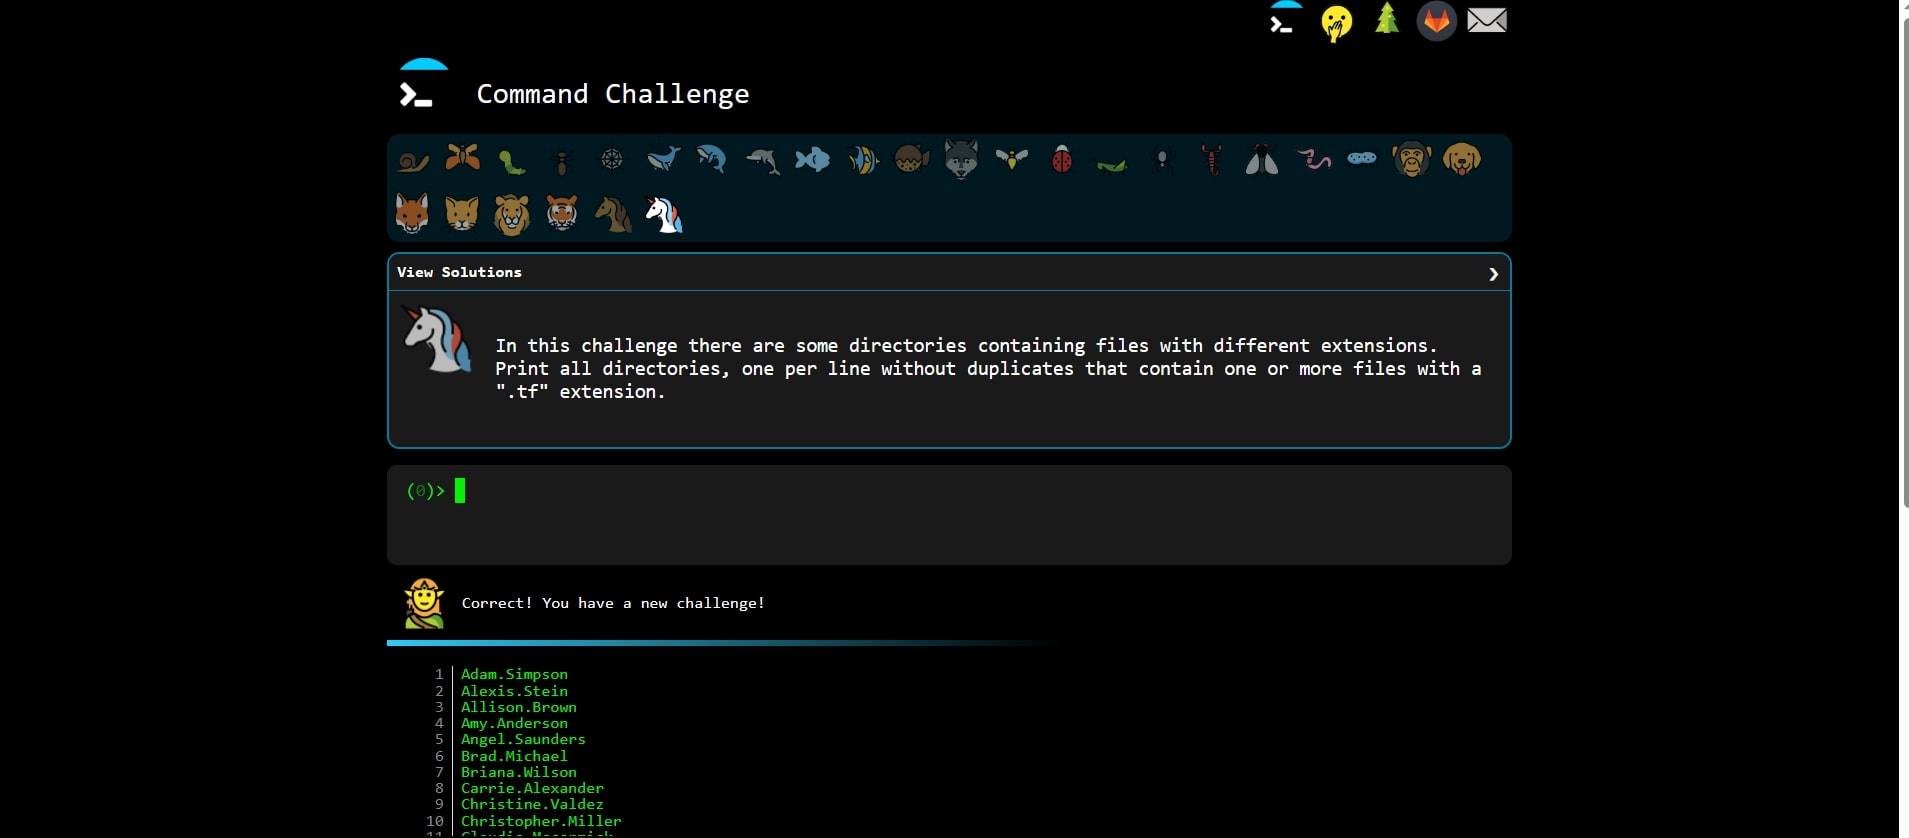 Command Challenge
View Solutions
In this challenge there are some directories containing files with different extensions.
Print all directories, one per line without duplicates that contain one or more files with a
".tf" extension.
(0)>
Correct! You have a new challenge!
1 Adam.Simpson
2 Alexis.Stein
3 Allison.Brown
4 Amy.Anderson
5 Angel.Saunders
6 Brad.Michael
7 Briana.Wilson
8 Carrie.Alexander
9 Christine.Valdez
10 Christopher.Miller
11